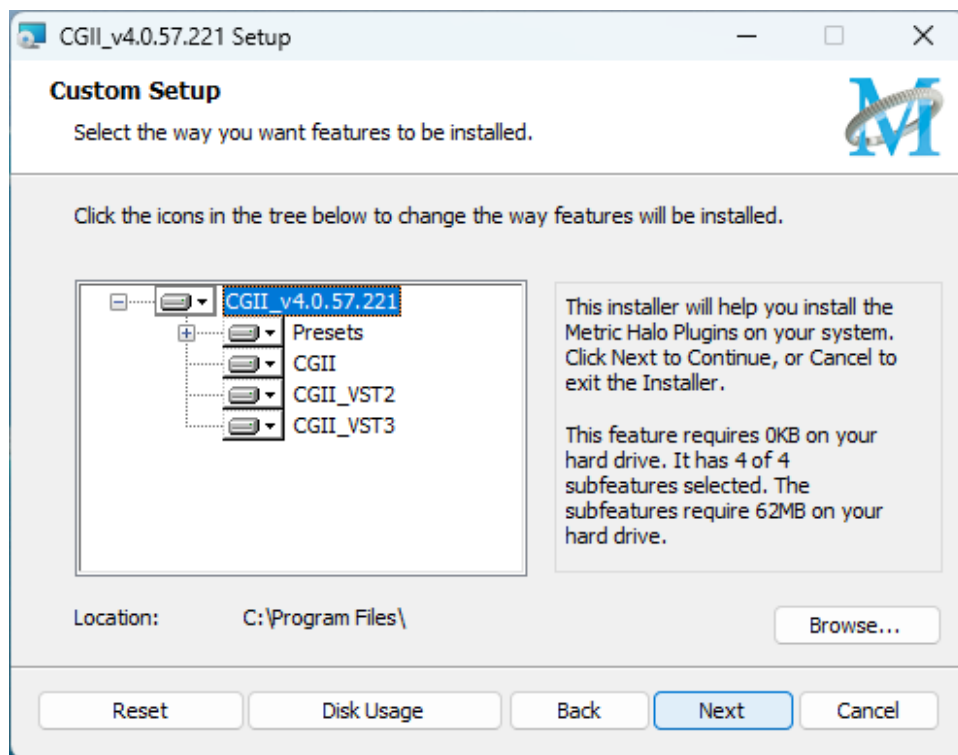 CGII_v4.0.57.221 Setup
Custom Setup
Select the way you want features to be installed.
Click the icons in the tree below to change the way features will be installed.
CGII_v4.0.57.221
Presets
CGII
CGII_VST2
CGII_VST3
This installer will help you install the
Metric Halo Plugins on your system.
Click Next to Continue, or Cancel to
exit the Installer.
This feature requires 0KB on your
hard drive. It has 4 of 4
subfeatures selected. The
subfeatures require 62MB on your
hard drive.
Location: C:\Program Files\
Browse...
Reset Disk Usage Back Next Cancel